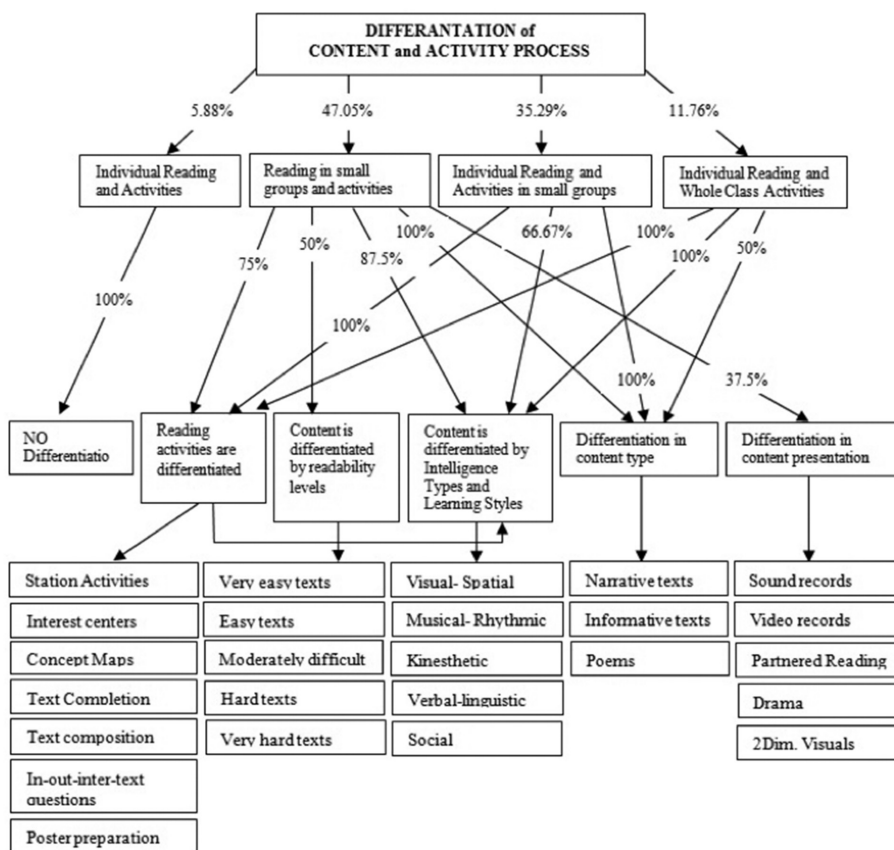 DIFFERANTATION of
CONTENT and ACTIVITY PROCESS
5.88%
47.05%
35.29%
11.76%
Individual Reading
and Activities
Reading in small
groups and activities
Individual Reading and
Activities in small groups
Individual Reading and
Whole Class Activities
100%
75%
50%
87.5%
100%
100%
66.67%
100%
100%
100%
50%
37.5%
NO
Differentiatio
Reading
activities are
differentiated
Content is
differentiated
by readability
levels
Content is
differentiated by
Intelligence
Types and
Learning Styles
Differentiation in
content type
Differentiation in
content presentation
Station Activities
Interest centers
Concept Maps
Text Completion
Text composition
In-out-inter-text
questions
Poster preparation
Very easy texts
Easy texts
Moderately difficult
Hard texts
Very hard texts
Visual- Spatial
Musical- Rhythmic
Kinesthetic
Verbal-linguistic
Social
Narrative texts
Informative texts
Poems
Sound records
Video records
Partnered Reading
Drama
2Dim. Visuals